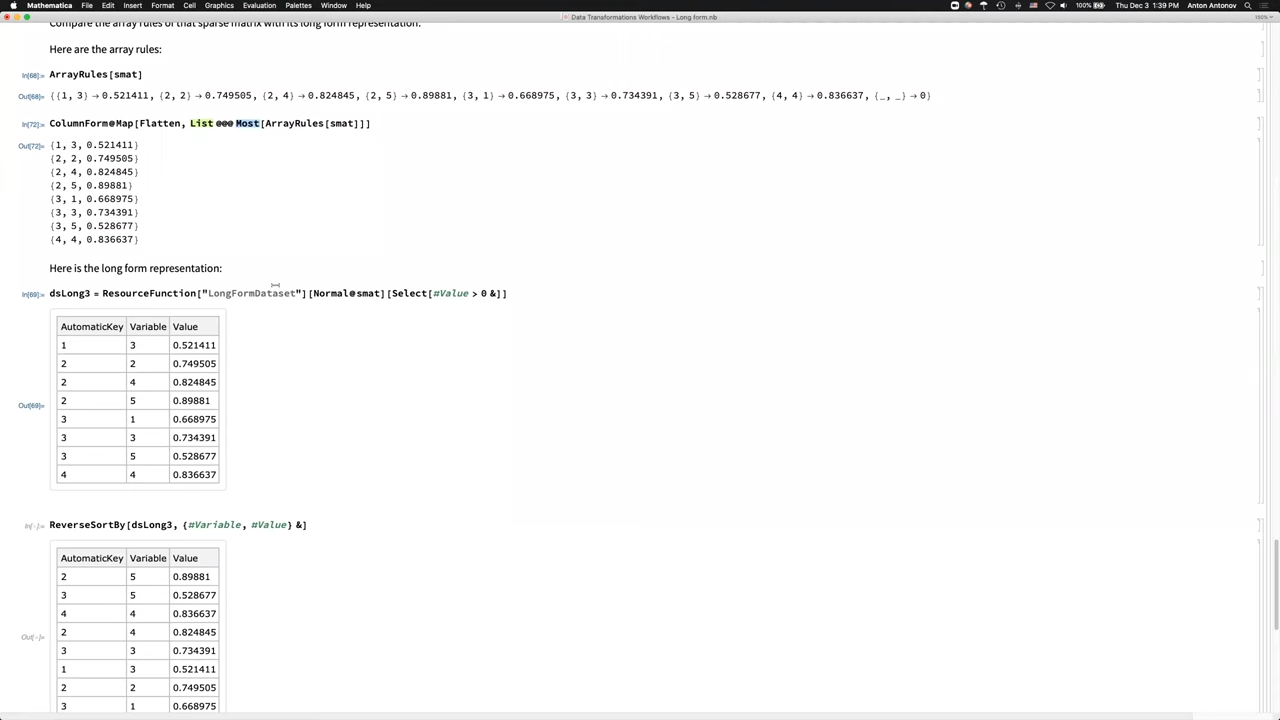 Mathematica File Edit Insert Format Cell Graphics Evaluation Palettes Window Help 100% Thu Dec 3 1:39 PM Anton Antonov
Data Transformations Workflows - Long form.nb
150%
Compare the array rules of that sparse matrix with its long form representation.
Here are the array rules:
In[68]:= ArrayRules[smat]
Out[68]= {{1, 3} → 0.521411, {2, 2} → 0.749505, {2, 4} → 0.824845, {2, 5} → 0.89881, {3, 1} → 0.668975, {3, 3} → 0.734391, {3, 5} → 0.528677, {4, 4} → 0.836637, {_, _} → 0}
In[72]:= ColumnForm@Map[Flatten, List @@@ Most[ArrayRules[smat]]]
Out[72]= {1, 3, 0.521411}
{2, 2, 0.749505}
{2, 4, 0.824845}
{2, 5, 0.89881}
{3, 1, 0.668975}
{3, 3, 0.734391}
{3, 5, 0.528677}
{4, 4, 0.836637}
Here is the long form representation:
In[69]:= dsLong3 = ResourceFunction["LongFormDataset"][Normal@smat][Select[#Value > 0 &]]
AutomaticKey Variable Value
1 3 0.521411
2 2 0.749505
2 4 0.824845
2 5 0.89881
Out[69]=
3 1 0.668975
3 3 0.734391
3 5 0.528677
4 4 0.836637
In[-]:= ReverseSortBy[dsLong3, {#Variable, #Value} &]
AutomaticKey Variable Value
2 5 0.89881
3 5 0.528677
4 4 0.836637
2 4 0.824845
Out[-]=
3 3 0.734391
1 3 0.521411
2 2 0.749505
3 1 0.668975